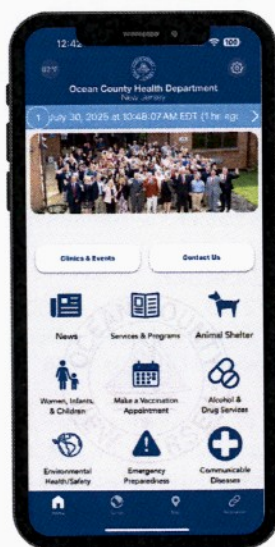 12:42
100
Ocean County Health Department
New Jersey
1 July 30, 2025 at 10:48:07 AM EDT (1 hr ago
Clinics & Events
Contact Us
News
Services & Programs
Animal Shelter
Women, Infants,
& Children
Make a Vaccination
Appointment
Alcohol &
Drug Services
Environmental
Health/Safety
Emergency
Preparedness
Communicable
Diseases